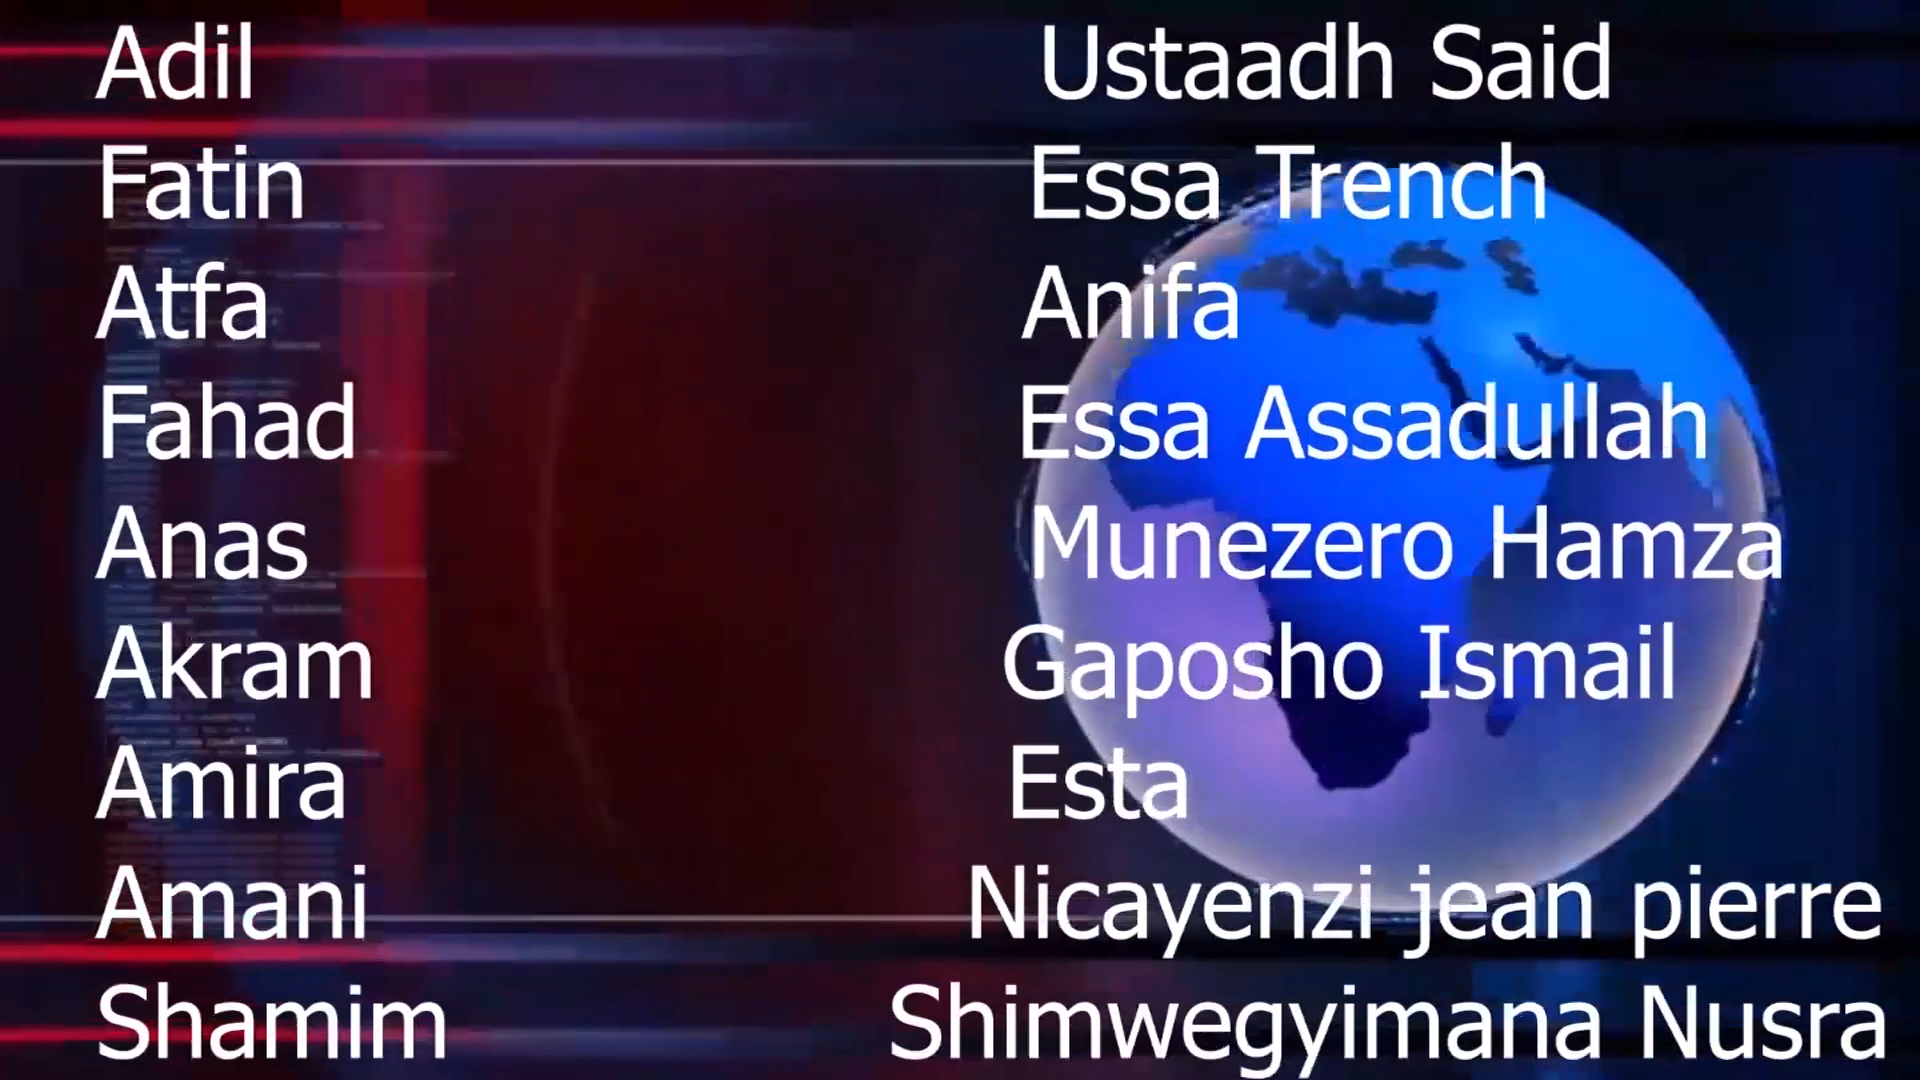 Adil Ustaadh Said
Fatin Essa Trench
Atfa Anifa
Fahad Essa Assadullah
Anas Munezero Hamza
Akram Gaposho Ismail
Amira Esta
Amani Nicayenzi jean pierre
Shamim Shimwegyimana Nusra